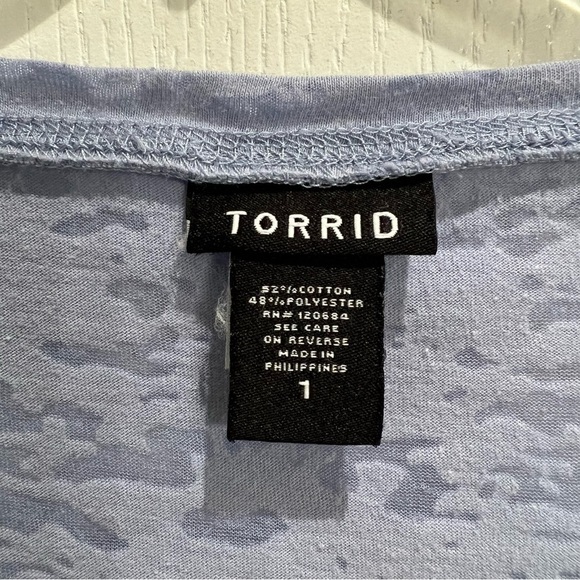 TORRID
52%COTTON
48%POLYESTER
RN#120684
SEE CARE
ON REVERSE
MADE IN
PHILIPPINES
1